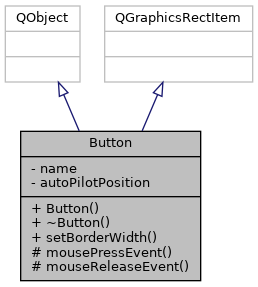 QObject
QGraphicsRectItem
Button
- name
- autoPilotPosition
+ Button()
+ ~Button()
+ setBorderWidth()
# mousePressEvent()
# mouseReleaseEvent()